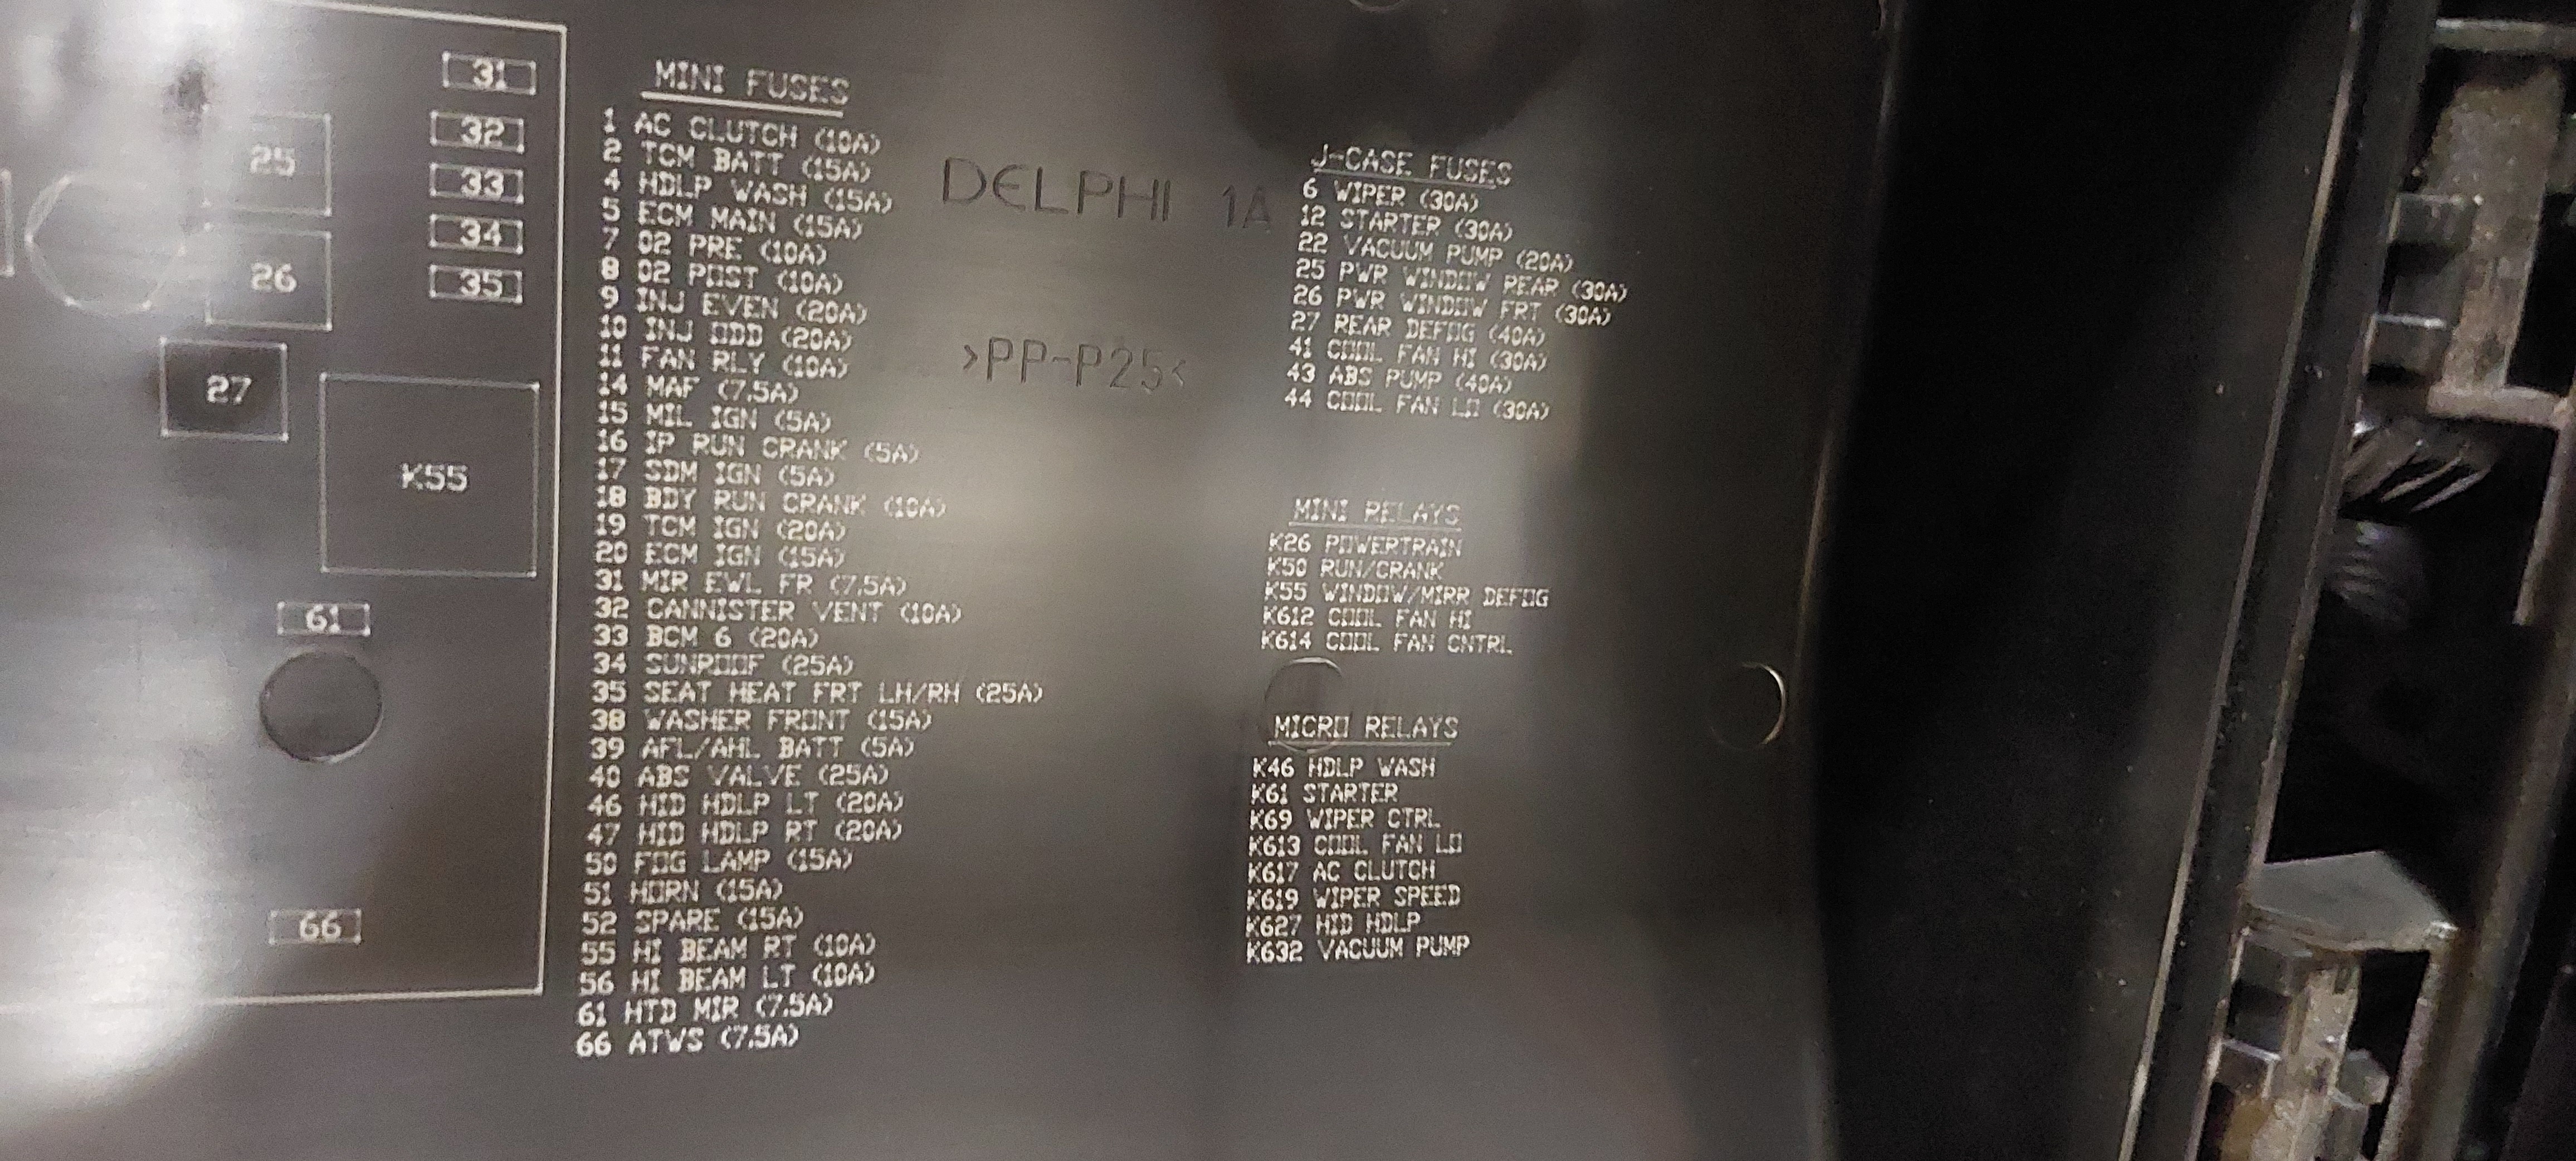 31
32
33
34
35
25
26
27
K55
61
66
MINI FUSES
1 AC CLUTCH (10A)
2 TCM BATT (15A)
4 HDLP WASH (15A)
5 ECM MAIN (15A)
7 O2 PRE (10A)
8 O2 POST (10A)
9 INJ EVEN (20A)
10 INJ ODD (20A)
11 FAN RLY (10A)
14 MAF (7.5A)
15 MIL IGN (5A)
16 IP RUN CRANK (5A)
17 SDM IGN (5A)
18 BDY RUN CRANK (10A)
19 TCM IGN (20A)
20 ECM IGN (15A)
31 MIR EWL FR (7.5A)
32 CANNISTER VENT (10A)
33 BCM 6 (20A)
34 SUNROOF (25A)
35 SEAT HEAT FRT LH/RH (25A)
38 WASHER FRONT (15A)
39 AFL/AHL BATT (5A)
40 ABS VALVE (25A)
46 HID HDLP LT (20A)
47 HID HDLP RT (20A)
50 FOG LAMP (15A)
51 HORN (15A)
52 SPARE (15A)
55 HI BEAM RT (10A)
56 HI BEAM LT (10A)
61 HTD MIR (7.5A)
66 ATWS (7.5A)
DELPHI 1A
>PP-P25<
J-CASE FUSES
6 WIPER (30A)
12 STARTER (30A)
22 VACUUM PUMP (20A)
25 PWR WINDOW REAR (30A)
26 PWR WINDOW FRT (30A)
27 REAR DEFOG (40A)
41 COOL FAN HI (30A)
43 ABS PUMP (40A)
44 COOL FAN LO (30A)
MINI RELAYS
K26 POWERTRAIN
K50 RUN/CRANK
K55 WINDOW/MIRR DEFOG
K612 COOL FAN HI
K614 COOL FAN CNTRL
MICRO RELAYS
K46 HDLP WASH
K61 STARTER
K69 WIPER CTRL
K613 COOL FAN LO
K617 AC CLUTCH
K619 WIPER SPEED
K627 HID HDLP
K632 VACUUM PUMP